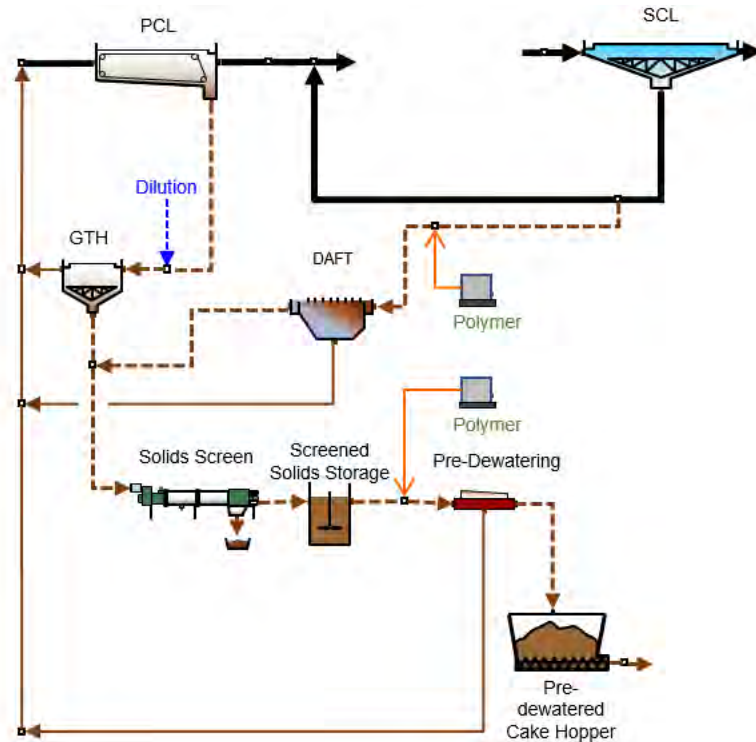 PCL
SCL
Dilution
GTH
DAFT
Polymer
Polymer
Solids Screen
Screened
Solids Storage
Pre-Dewatering
Pre-
dewatered
Cake Hopper